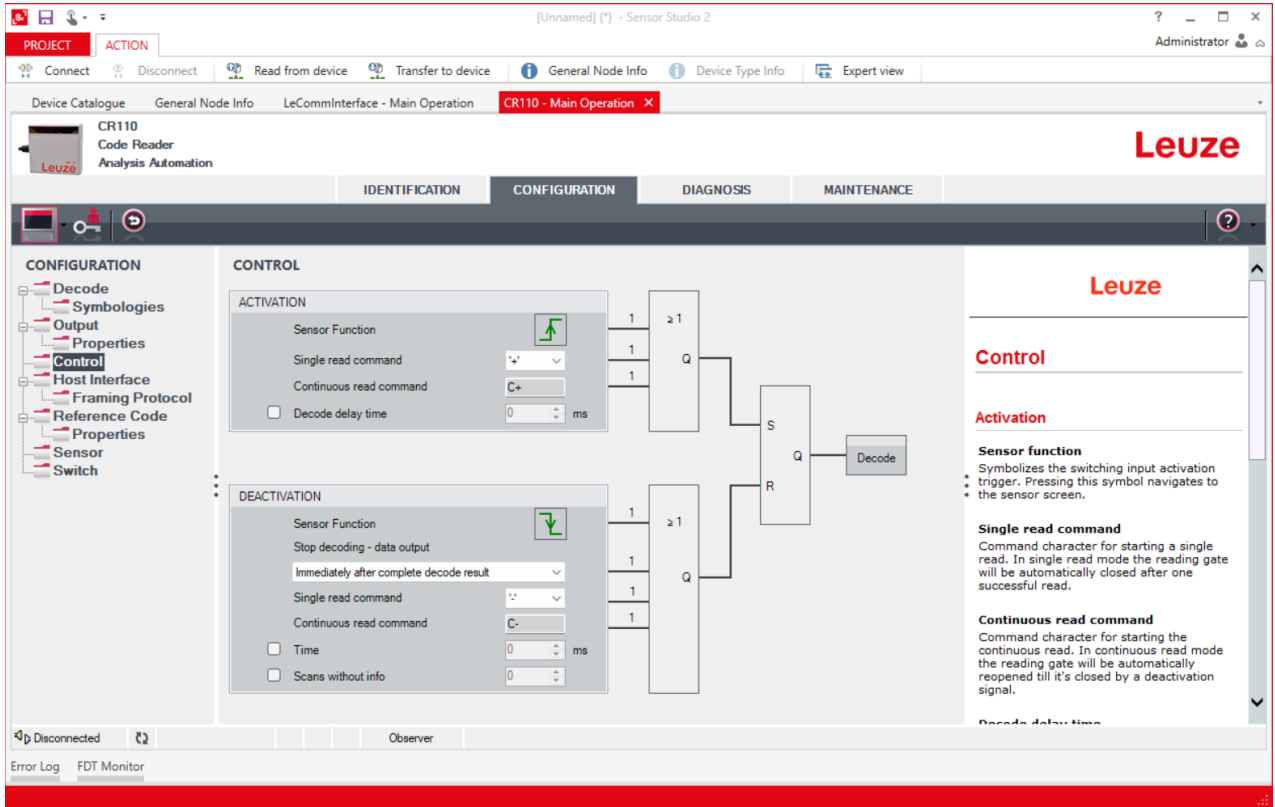 [Unnamed] (*) - Sensor Studio 2
PROJECT ACTION Administrator
Connect Disconnect Read from device Transfer to device General Node Info Device Type Info Expert view
Device Catalogue General Node Info LeCommInterface - Main Operation CR110 - Main Operation
CR110
Code Reader
Analysis Automation
Leuze
Leuze
IDENTIFICATION CONFIGURATION DIAGNOSIS MAINTENANCE
CONFIGURATION
Decode
Symbologies
Output
Properties
Control
Host Interface
Framing Protocol
Reference Code
Properties
Sensor
Switch
CONTROL
ACTIVATION
Sensor Function 1 ≥ 1
Single read command '+' 1 Q
Continuous read command C+ 1
Decode delay time 0 ms
S
Q Decode
R
DEACTIVATION
Sensor Function 1 ≥ 1
Stop decoding - data output
Immediately after complete decode result 1 Q
Single read command '-' 1
Continuous read command C- 1
Time 0 ms
Scans without info 0
Leuze
Control
Activation
Sensor function
Symbolizes the switching input activation
trigger. Pressing this symbol navigates to
the sensor screen.
Single read command
Command character for starting a single
read. In single read mode the reading gate
will be automatically closed after one
successful read.
Continuous read command
Command character for starting the
continuous read. In continuous read mode
the reading gate will be automatically
reopened till it's closed by a deactivation
signal.
Decode delay time
Disconnected Observer
Error Log FDT Monitor